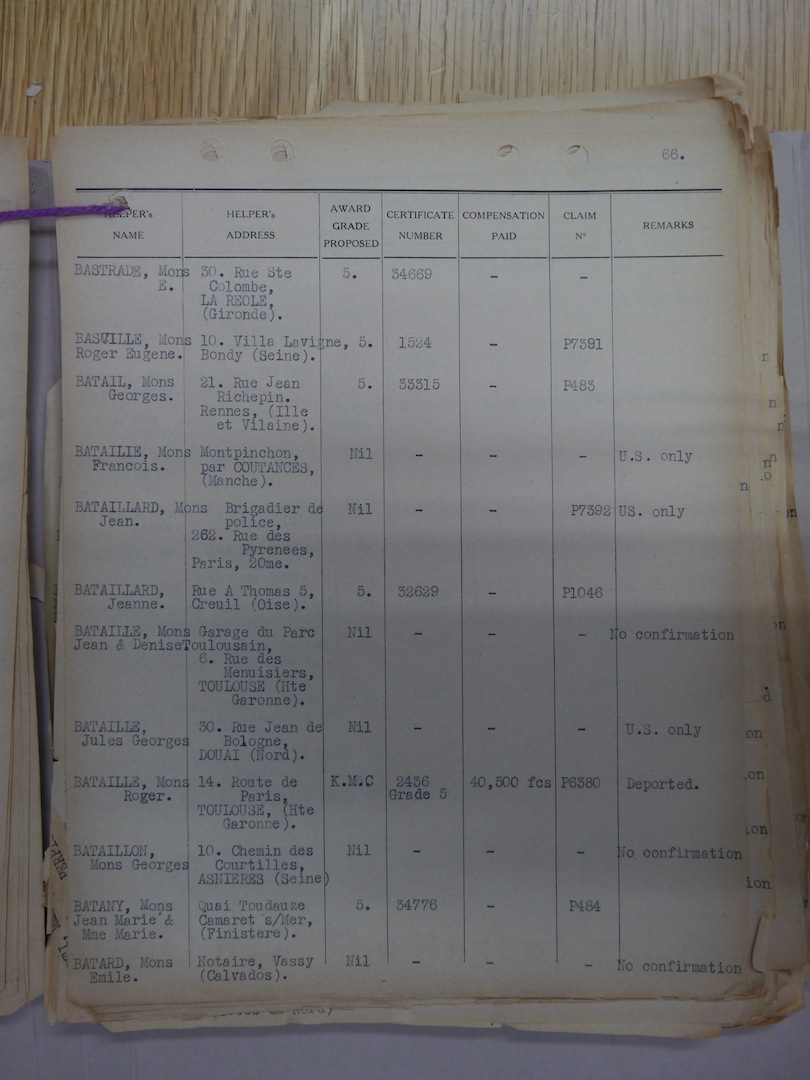 66.
HELPER's NAME HELPER's ADDRESS AWARD GRADE PROPOSED CERTIFICATE NUMBER COMPENSATION PAID CLAIM N° REMARKS
BASTRADE, Mons 30. Rue Ste 5. 34669 - -
E. Colombe,
LA REOLE,
(Gironde).
BASVILLE, Mons 10. Villa Lavigne, 5. 1524 - P7391
Roger Eugene. Bondy (Seine).
BATAIL, Mons 21. Rue Jean 5. 33315 - P483
Georges. Richepin.
Rennes, (Ille
et Vilaine).
BATAILIE, Mons Montpinchon, Nil - - - U.S. only
Francois. par COUTANCES,
(Manche).
BATAILLARD, Mons Brigadier de Nil - - P7392 US. only
Jean. police,
262. Rue des
Pyrenees,
Paris, 20me.
BATAILLARD, Rue A Thomas 5, 5. 32629 - P1046
Jeanne. Creuil (Oise).
BATAILLE, Mons Garage du Parc Nil - - - No confirmation
Jean & Denise Toulousain,
6. Rue des
Menuisiers,
TOULOUSE (Hte
Garonne).
BATAILLE, 30. Rue Jean de Nil - - - U.S. only
Jules Georges Bologne,
DOUAI (Nord).
BATAILLE, Mons 14. Route de K.M.C 2436 40,500 fcs P6380 Deported.
Roger. Paris, Grade 5
TOULOUSE, (Hte
Garonne).
BATAILLON, 10. Chemin des Nil - - - No confirmation
Mons Georges Courtilles,
ASNIERES (Seine)
BATANY, Mons Quai Toudauze 5. 34776 - P484
Jean Marie & Camaret s/Mer,
Mme Marie. (Finistere).
BATARD, Mons Notaire, Vassy Nil - - - No confirmation
Emile. (Calvados).